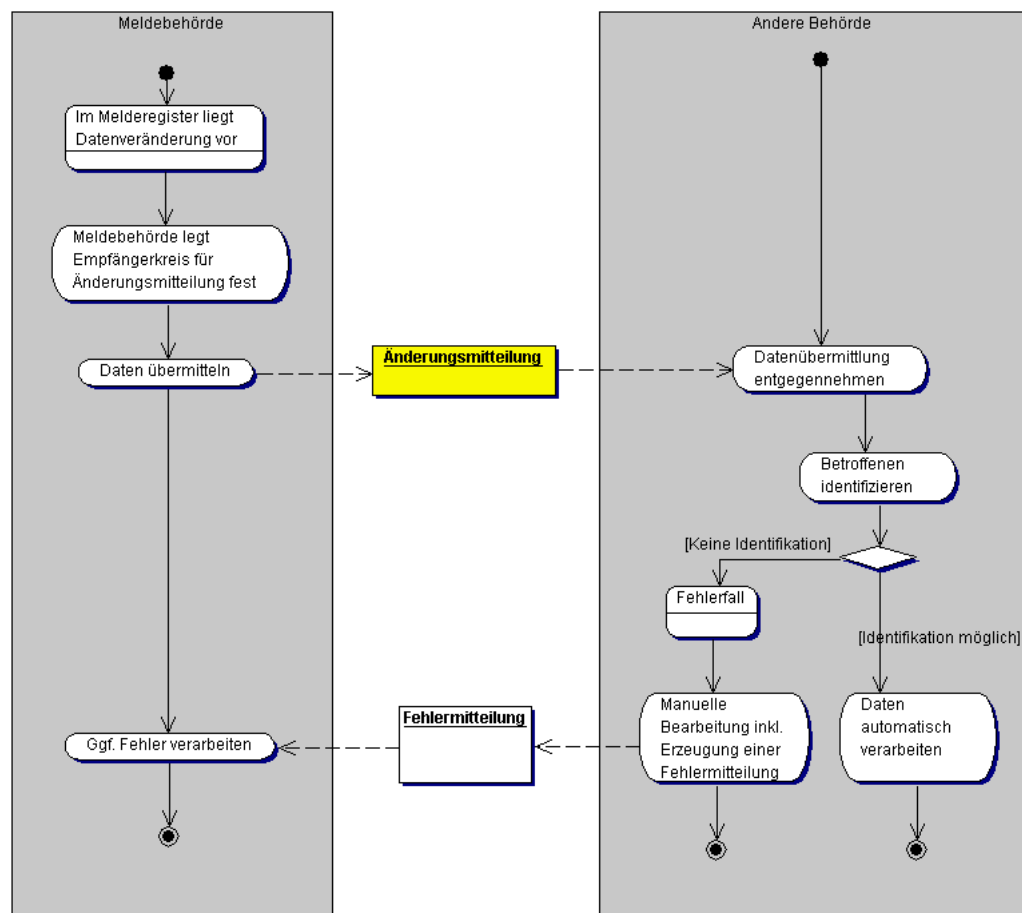 Meldebehörde
Andere Behörde
Im Melderegister liegt
Datenveränderung vor
Meldebehörde legt
Empfängerkreis für
Änderungsmitteilung fest
Daten übermitteln
Änderungsmitteilung
Datenübermittlung
entgegennehmen
Betroffenen
identifizieren
[Keine Identifikation]
Fehlerfall
[Identifikation möglich]
Manuelle
Bearbeitung inkl.
Erzeugung einer
Fehlermitteilung
Daten
automatisch
verarbeiten
Fehlermitteilung
Ggf. Fehler verarbeiten